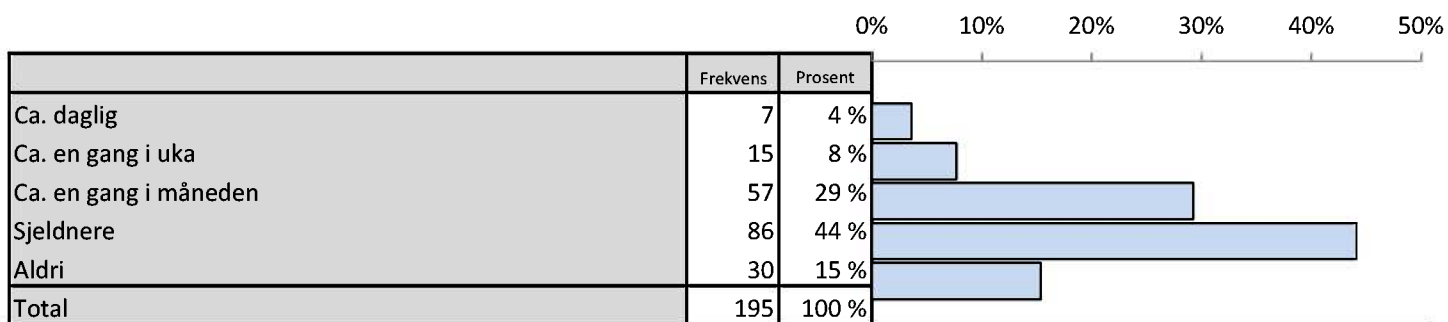 0% 10% 20% 30% 40% 50%
Frekvens Prosent
Ca. daglig 7 4 %
Ca. en gang i uka 15 8 %
Ca. en gang i måneden 57 29 %
Sjeldnere 86 44 %
Aldri 30 15 %
Total 195 100 %